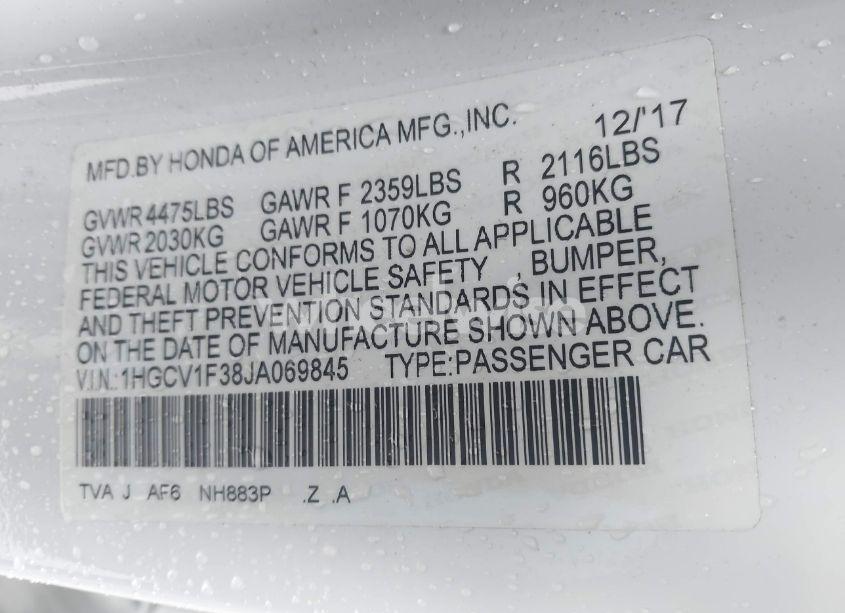 MFD.BY HONDA OF AMERICA MFG.,INC. 12/'17
GVWR 4475LBS GAWR F 2359LBS R 2116LBS
GVWR 2030KG GAWR F 1070KG R 960KG
THIS VEHICLE CONFORMS TO ALL APPLICABLE
FEDERAL MOTOR VEHICLE SAFETY , BUMPER,
AND THEFT PREVENTION STANDARDS IN EFFECT
ON THE DATE OF MANUFACTURE SHOWN ABOVE.
V.I.N.:1HGCV1F38JA069845 TYPE:PASSENGER CAR
TVA J AF6 NH883P .Z .A